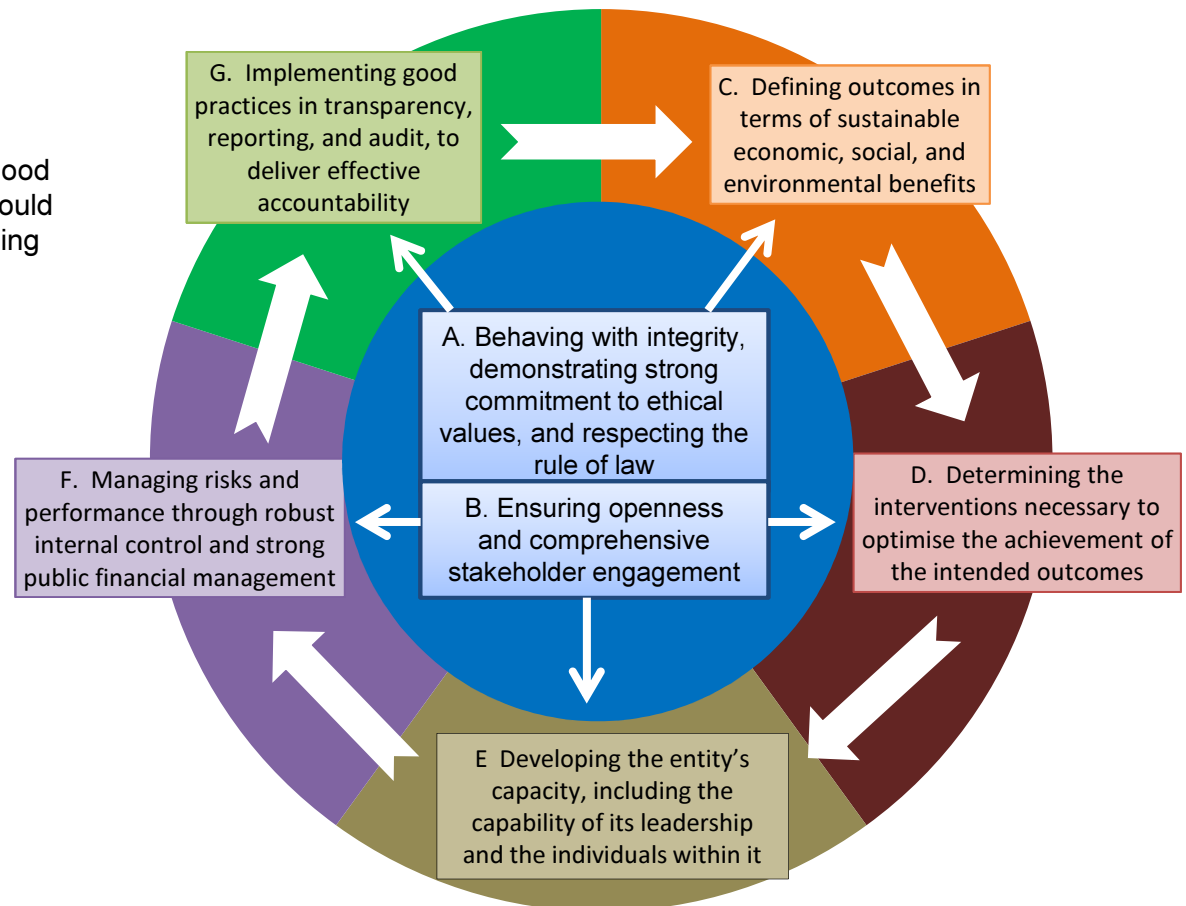 G. Implementing good
practices in transparency,
reporting, and audit, to
deliver effective
accountability
C. Defining outcomes in
terms of sustainable
economic, social, and
environmental benefits
ood
ould
ing
A. Behaving with integrity,
demonstrating strong
commitment to ethical
values, and respecting the
rule of law
B. Ensuring openness
and comprehensive
stakeholder engagement
F. Managing risks and
performance through robust
internal control and strong
public financial management
D. Determining the
interventions necessary to
optimise the achievement of
the intended outcomes
E Developing the entity’s
capacity, including the
capability of its leadership
and the individuals within it